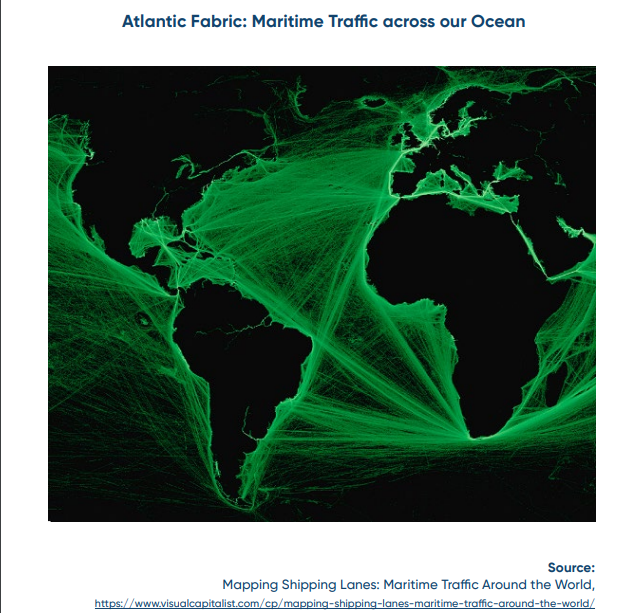 Atlantic Fabric: Maritime Traffic across our Ocean
Source:
Mapping Shipping Lanes: Maritime Traffic Around the World,
https://www.visualcapitalist.com/cp/mapping-shipping-lanes-maritime-traffic-around-the-world/